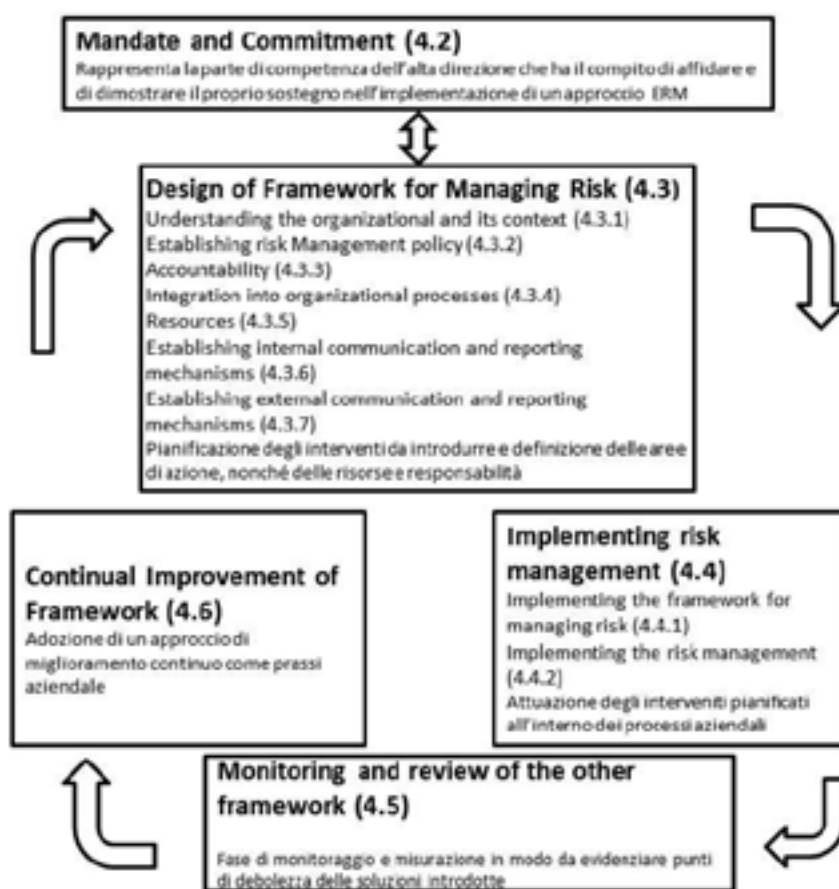 Mandate and Commitment (4.2)
Rappresenta la parte di competenza dell'alta direzione che ha il compito di affidare e
di dimostrare il proprio sostegno nell'implementazione di un approccio ERM
Design of Framework for Managing Risk (4.3)
Understanding the organizational and its context (4.3.1)
Establishing risk Management policy (4.3.2)
Accountability (4.3.3)
Integration into organizational processes (4.3.4)
Resources (4.3.5)
Establishing internal communication and reporting
mechanisms (4.3.6)
Establishing external communication and reporting
mechanisms (4.3.7)
Pianificazione degli interventi da introdurre e definizione delle aree
di azione, nonché delle risorse e responsabilità
Continual Improvement of
Framework (4.6)
Adozione di un approccio di
miglioramento continuo come prassi
aziendale
Implementing risk
management (4.4)
Implementing the framework for
managing risk (4.4.1)
Implementing the risk management
(4.4.2]
Attuazione degli interveniti pianificati
all'interno dei processi aziendali
Monitoring and review of the other
framework (4.5)
Fase di monitoraggio e misurazione in modo da evidenziare punti
di debolezza delle soluzioni introdotte